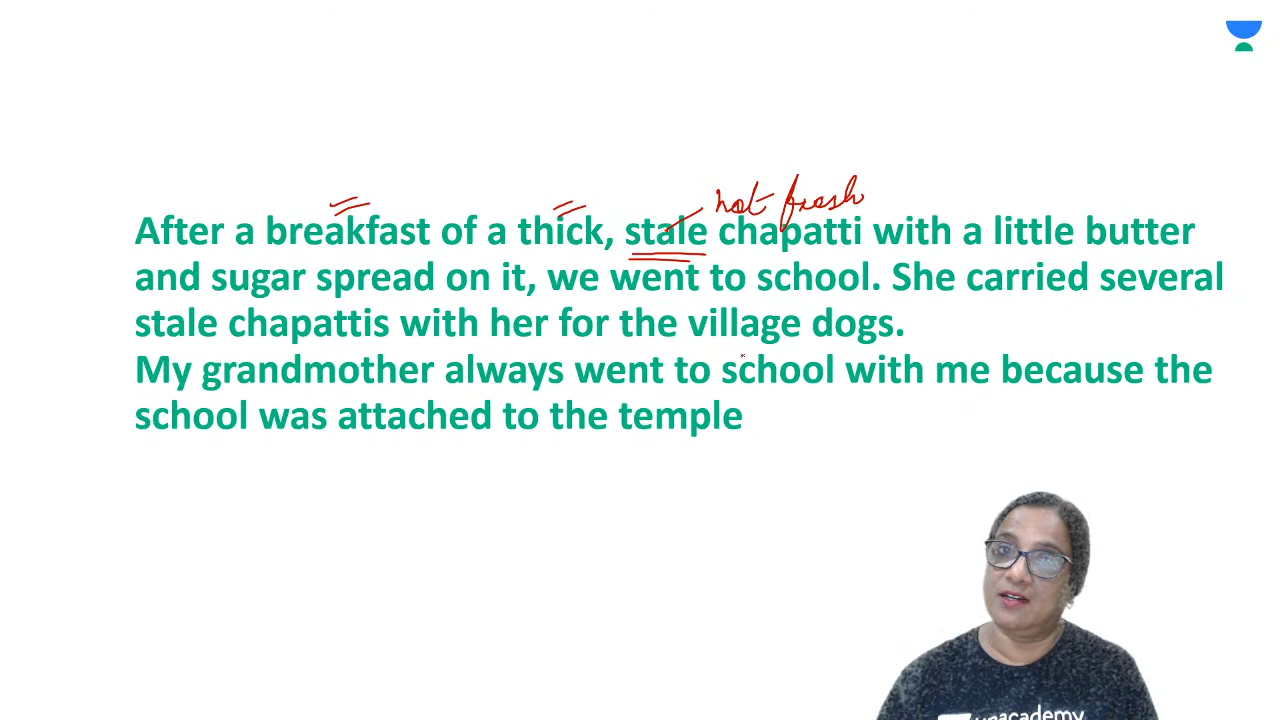 not fresh
After a breakfast of a thick, stale chapatti with a little butter
and sugar spread on it, we went to school. She carried several
stale chapattis with her for the village dogs.
My grandmother always went to school with me because the
school was attached to the temple
unacademy